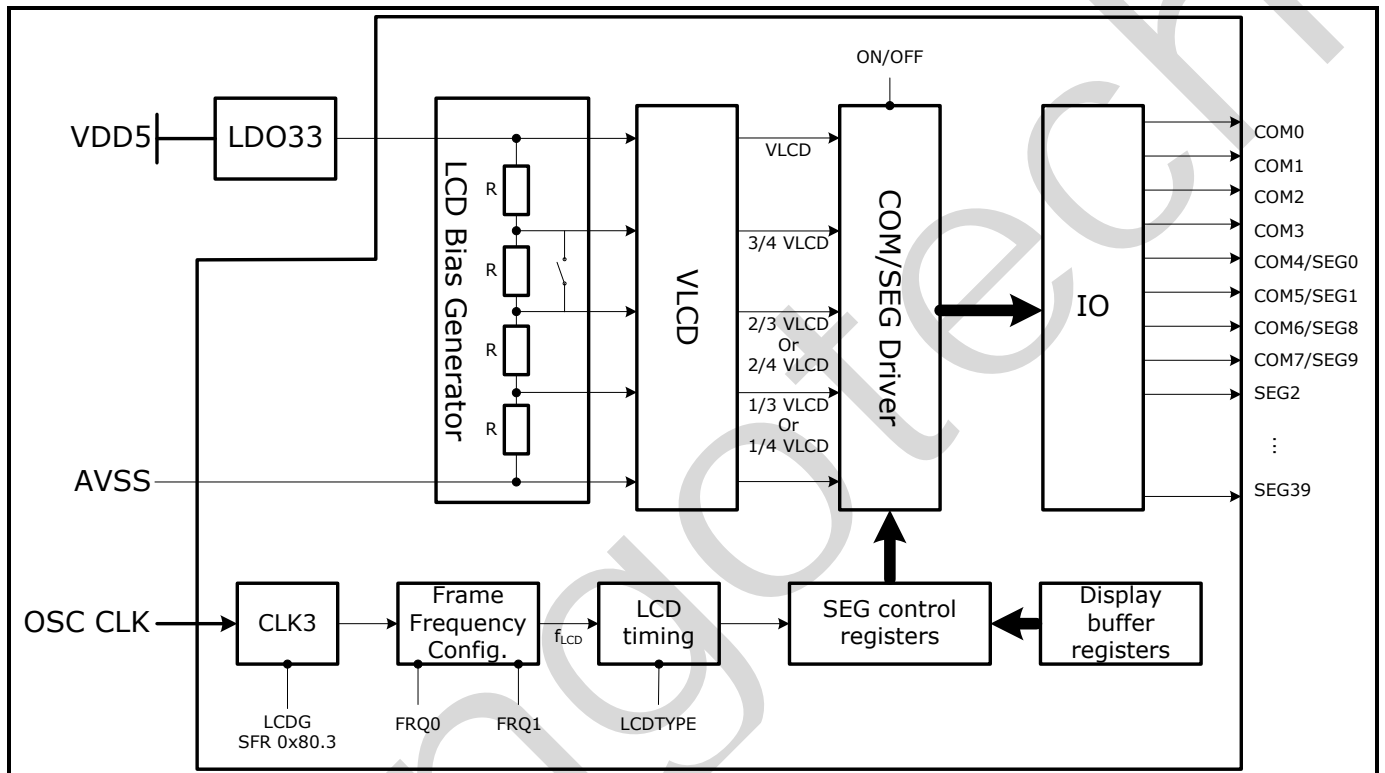 ON/OFF
VDD5
LDO33
LCD Bias Generator
R
R
R
R
VLCD
VLCD
3/4 VLCD
2/3 VLCD
Or
2/4 VLCD
1/3 VLCD
Or
1/4 VLCD
COM/SEG Driver
IO
COM0
COM1
COM2
COM3
COM4/SEG0
COM5/SEG1
COM6/SEG8
COM7/SEG9
SEG2
...
SEG39
AVSS
OSC CLK
CLK3
Frame
Frequency
Config.
fLCD
LCD
timing
SEG control
registers
Display
buffer
registers
LCDG
SFR 0x80.3
FRQ0
FRQ1
LCDTYPE
ngotech